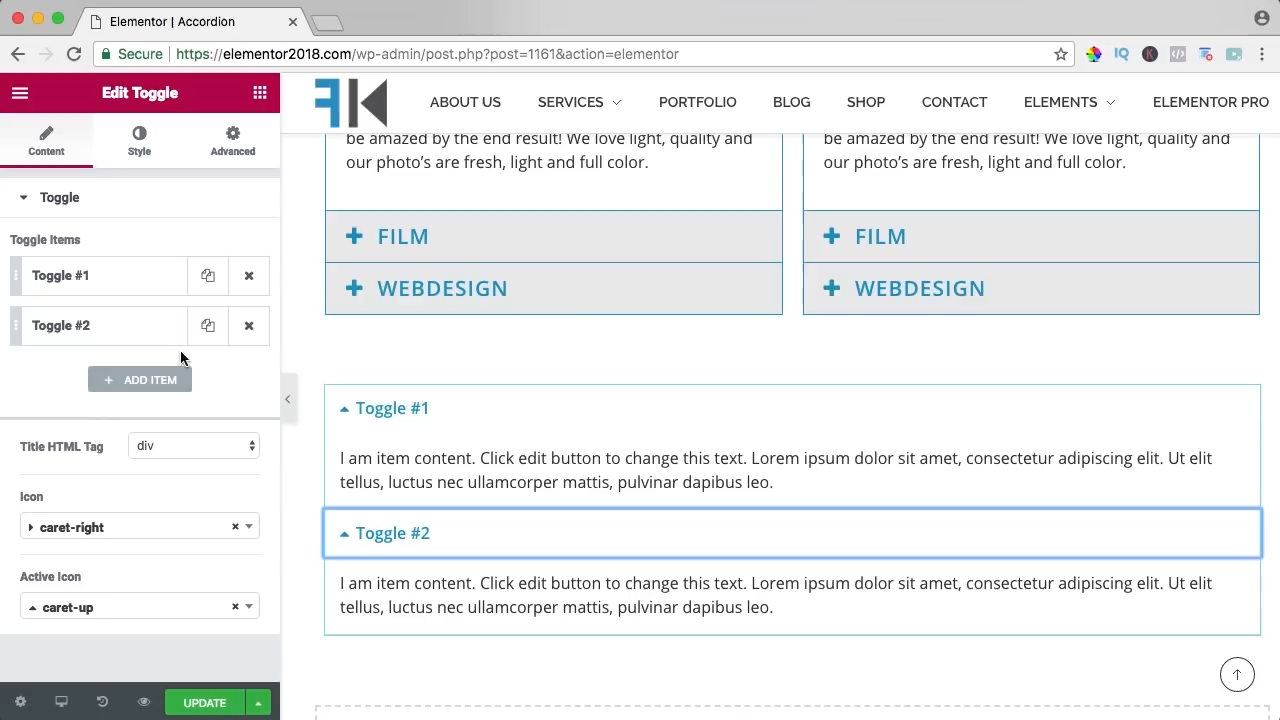 Elementor | Accordion
Secure | https://elementor2018.com/wp-admin/post.php?post=1161&action=elementor
Edit Toggle
Content
Style
Advanced
Toggle
Toggle Items
Toggle #1
Toggle #2
+ ADD ITEM
Title HTML Tag
div
Icon
caret-right
Active Icon
caret-up
UPDATE
FK
ABOUT US
SERVICES
PORTFOLIO
BLOG
SHOP
CONTACT
ELEMENTS
ELEMENTOR PRO
be amazed by the end result! We love light, quality and
our photo’s are fresh, light and full color.
FILM
WEBDESIGN
be amazed by the end result! We love light, quality and
our photo’s are fresh, light and full color.
FILM
WEBDESIGN
Toggle #1
I am item content. Click edit button to change this text. Lorem ipsum dolor sit amet, consectetur adipiscing elit. Ut elit
tellus, luctus nec ullamcorper mattis, pulvinar dapibus leo.
Toggle #2
I am item content. Click edit button to change this text. Lorem ipsum dolor sit amet, consectetur adipiscing elit. Ut elit
tellus, luctus nec ullamcorper mattis, pulvinar dapibus leo.